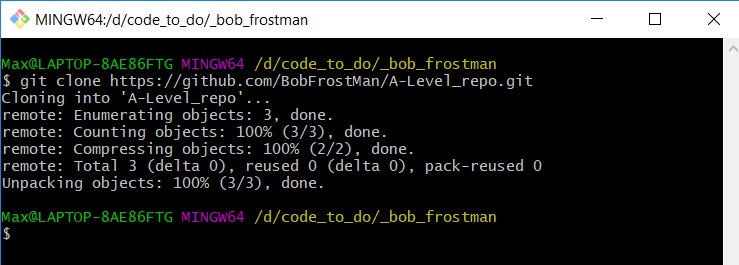 MINGW64:/d/code_to_do/_bob_frostman
Max@LAPTOP-8AE86FTG MINGW64 /d/code_to_do/_bob_frostman
$ git clone https://github.com/BobFrostMan/A-Level_repo.git
Cloning into 'A-Level_repo'...
remote: Enumerating objects: 3, done.
remote: Counting objects: 100% (3/3), done.
remote: Compressing objects: 100% (2/2), done.
remote: Total 3 (delta 0), reused 0 (delta 0), pack-reused 0
Unpacking objects: 100% (3/3), done.
Max@LAPTOP-8AE86FTG MINGW64 /d/code_to_do/_bob_frostman
$